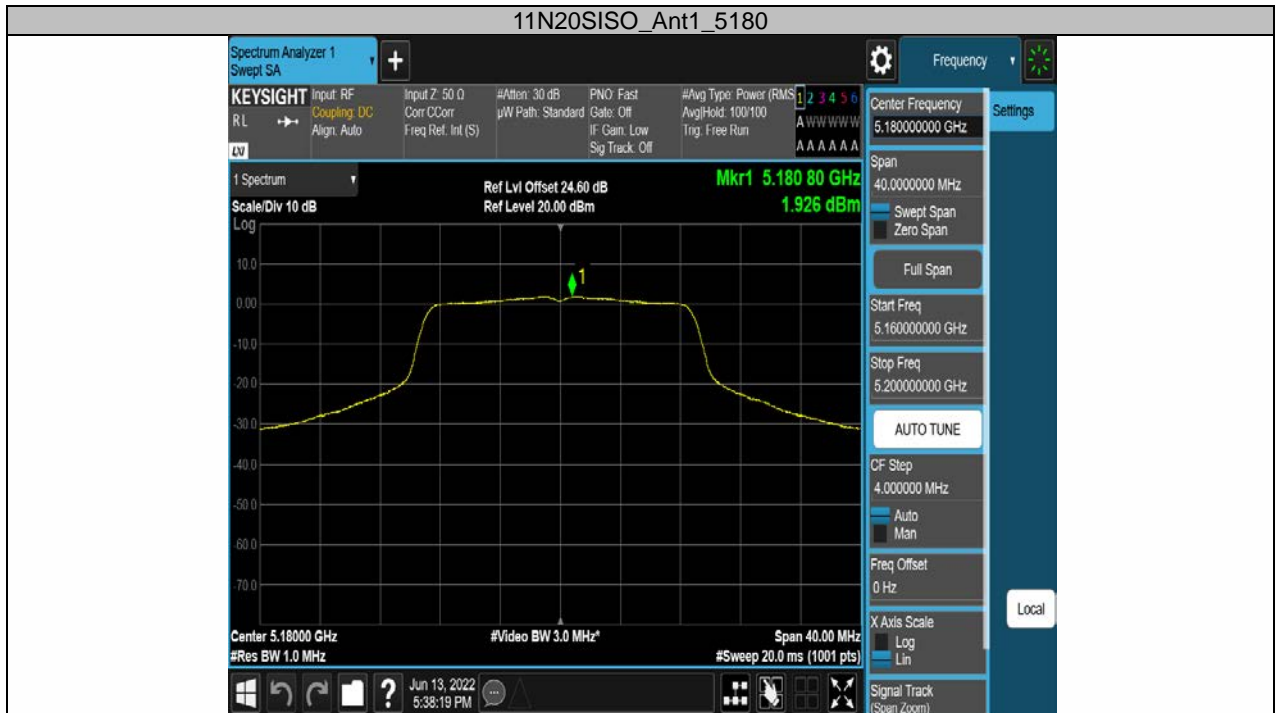 11N20SISO_Ant1_5180
Spectrum Analyzer 1
Swept SA
Frequency
KEYSIGHT
RL
LXI
Input: RF
Coupling: DC
Align: Auto
Input Z: 50 Ω
Corr CCorr
Freq Ref: Int (S)
#Atten: 30 dB
µW Path: Standard
PNO: Fast
Gate: Off
IF Gain: Low
Sig Track: Off
#Avg Type: Power (RMS
Avg|Hold: 100/100
Trig: Free Run
1 2 3 4 5 6
A W W W W W
A A A A A A
Center Frequency
5.180000000 GHz
Settings
1 Spectrum
Scale/Div 10 dB
Ref Lvl Offset 24.60 dB
Ref Level 20.00 dBm
Mkr1 5.180 80 GHz
1.926 dBm
Span
40.0000000 MHz
Swept Span
Zero Span
Full Span
Start Freq
5.160000000 GHz
Stop Freq
5.200000000 GHz
AUTO TUNE
CF Step
4.000000 MHz
Auto
Man
Freq Offset
0 Hz
X Axis Scale
Log
Lin
Signal Track
(Span Zoom)
Local
Log
10.0
0.00
-10.0
-20.0
-30.0
-40.0
-50.0
-60.0
-70.0
1
Center 5.18000 GHz
#Video BW 3.0 MHz*
Span 40.00 MHz
#Res BW 1.0 MHz
#Sweep 20.0 ms (1001 pts)
Jun 13, 2022
5:38:19 PM